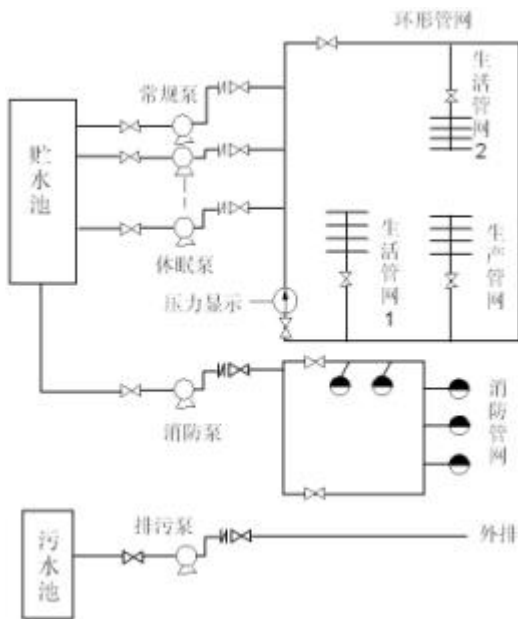 环形管网
常规泵
生活管网2
贮水池
休眠泵
生活管网1
生产管网
压力显示
消防泵
消防管网
排污泵
外排
污水池